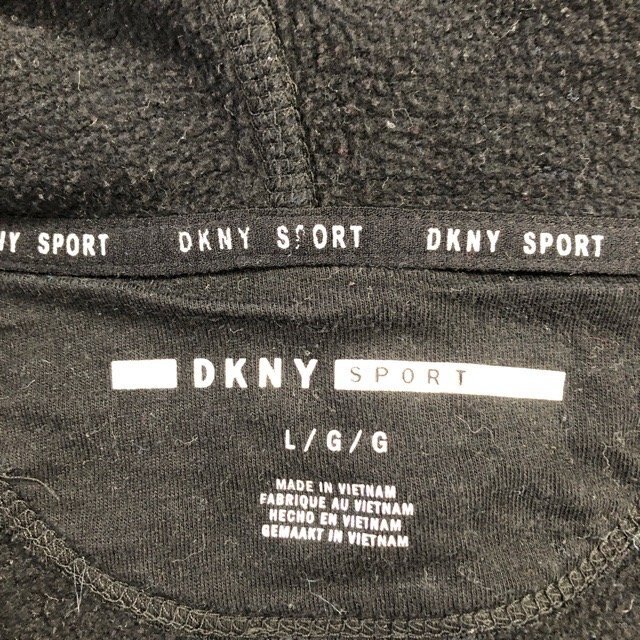 NY SPORT DKNY SPORT DKNY SPORT
DKNY SPORT
L/G/G
MADE IN VIETNAM
FABRIQUE AU VIETNAM
HECHO EN VIETNAM
GEMAAKT IN VIETNAM